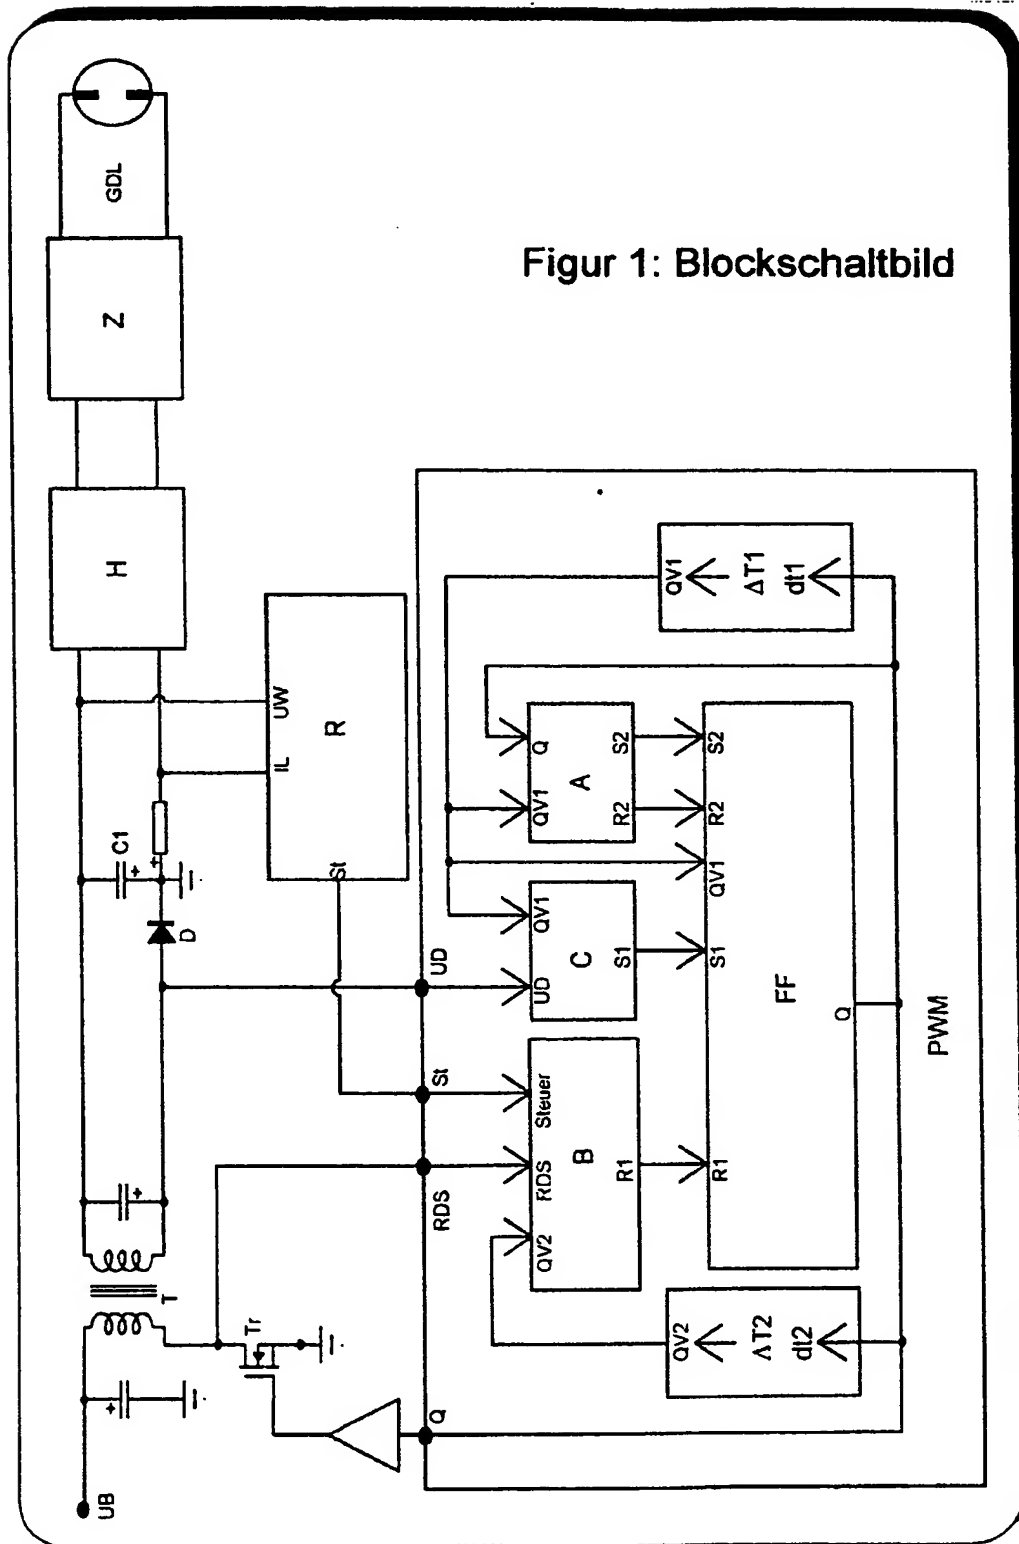 Figur 1: Blockschaltbild
UB
T
Tr
+
+
C1
+
+
D
H
Z
GDL
UW
IL
R
St
UD
St
RDS
Q
PWM
QV2
RDS
Steuer
B
R1
UD
QV1
C
S1
QV1
Q
A
R2
S2
QV1
ΔT1
dt1
QV2
ΔT2
dt2
R1
S1
QV1
R2
S2
FF
Q